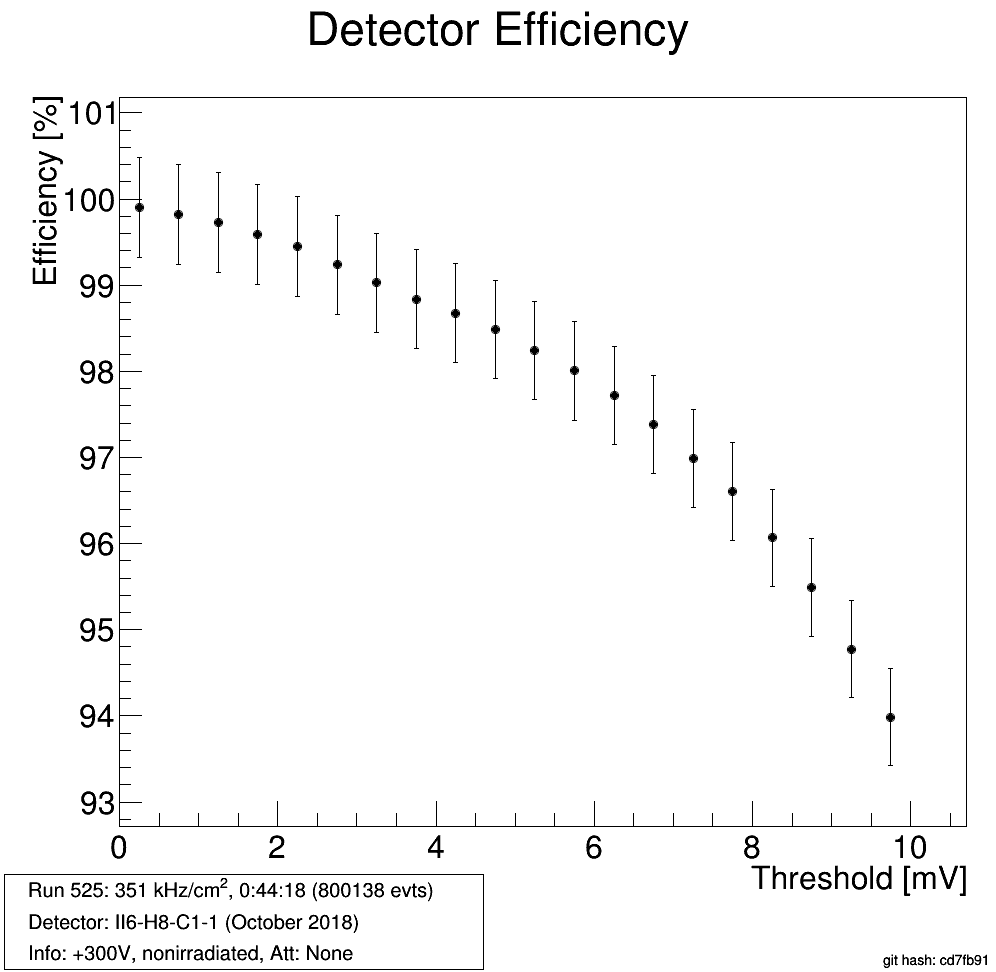 Detector Efficiency
Efficiency [%]
101
100
99
98
97
96
95
94
93
0 2 4 6 8 10
Threshold [mV]
Run 525: 351 kHz/cm², 0:44:18 (800138 evts)
Detector: II6-H8-C1-1 (October 2018)
Info: +300V, nonirradiated, Att: None
git hash: cd7fb91